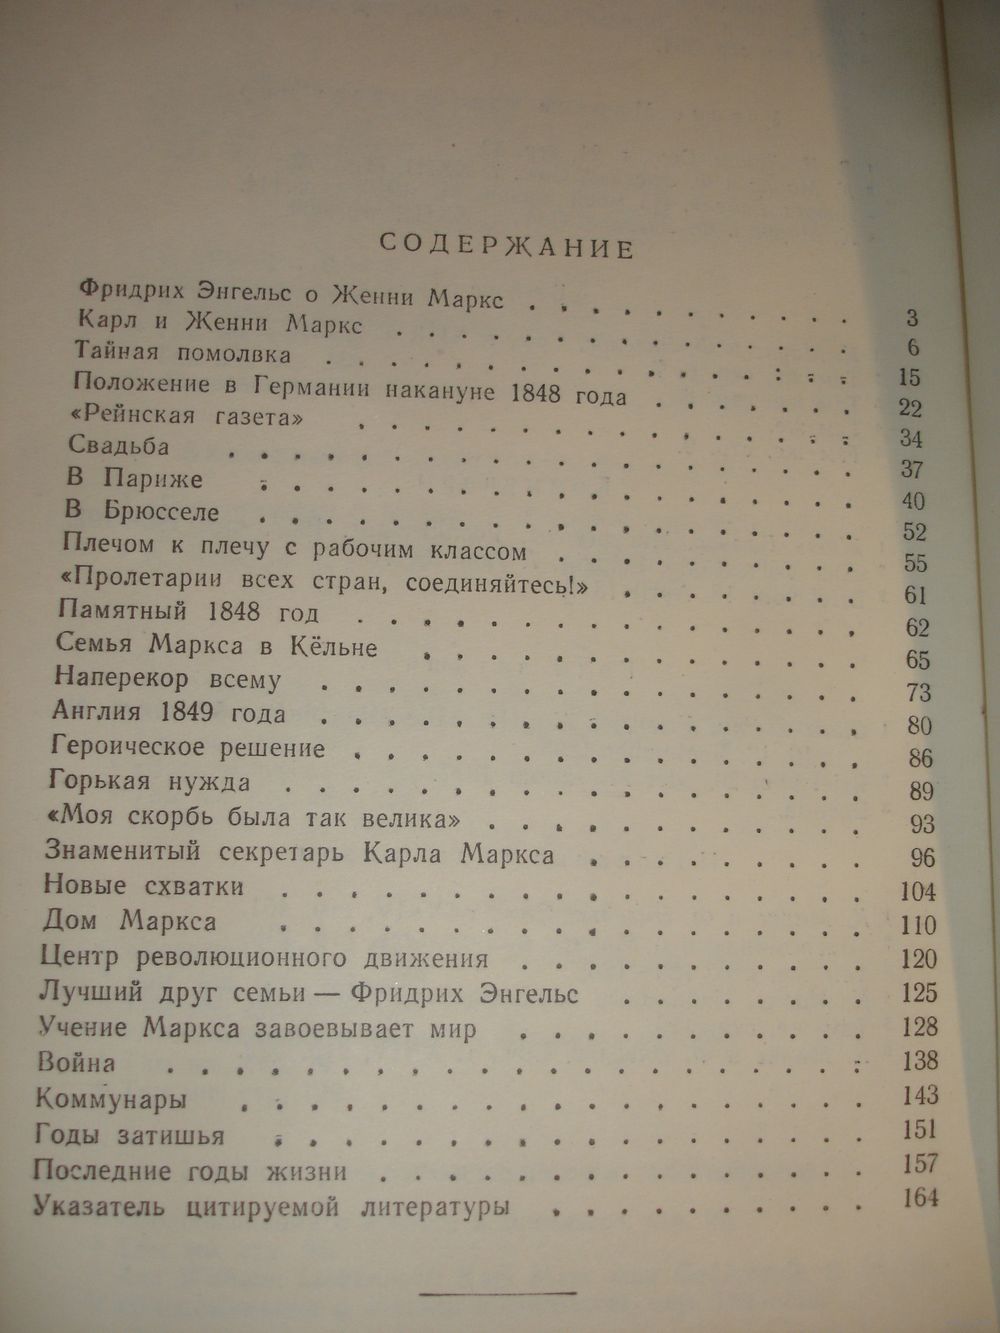 СОДЕРЖАНИЕ
Фридрих Энгельс о Женни Маркс . . . . . . . . . . 3
Карл и Женни Маркс . . . . . . . . . . . . . . 6
Тайная помолвка . . . . . . . . . . . . . . . . 15
Положение в Германии накануне 1848 года . . . . . . 22
«Рейнская газета» . . . . . . . . . . . . . . . 34
Свадьба . . . . . . . . . . . . . . . . . . . 37
В Париже . . . . . . . . . . . . . . . . . . 40
В Брюсселе . . . . . . . . . . . . . . . . . . 52
Плечом к плечу с рабочим классом . . . . . . . . . 55
«Пролетарии всех стран, соединяйтесь!» . . . . . . . 61
Памятный 1848 год . . . . . . . . . . . . . . . 62
Семья Маркса в Кёльне . . . . . . . . . . . . . 65
Наперекор всему . . . . . . . . . . . . . . . . 73
Англия 1849 года . . . . . . . . . . . . . . . . 80
Героическое решение . . . . . . . . . . . . . . . 86
Горькая нужда . . . . . . . . . . . . . . . . . 89
«Моя скорбь была так велика» . . . . . . . . . . . 93
Знаменитый секретарь Карла Маркса . . . . . . . . 96
Новые схватки . . . . . . . . . . . . . . . . . 104
Дом Маркса . . . . . . . . . . . . . . . . . 110
Центр революционного движения . . . . . . . . . . 120
Лучший друг семьи — Фридрих Энгельс . . . . . . . 125
Учение Маркса завоевывает мир . . . . . . . . . . 128
Война . . . . . . . . . . . . . . . . . . . . 138
Коммунары . . . . . . . . . . . . . . . . . . 143
Годы затишья . . . . . . . . . . . . . . . . . 151
Последние годы жизни . . . . . . . . . . . . . . 157
Указатель цитируемой литературы . . . . . . . . . 164